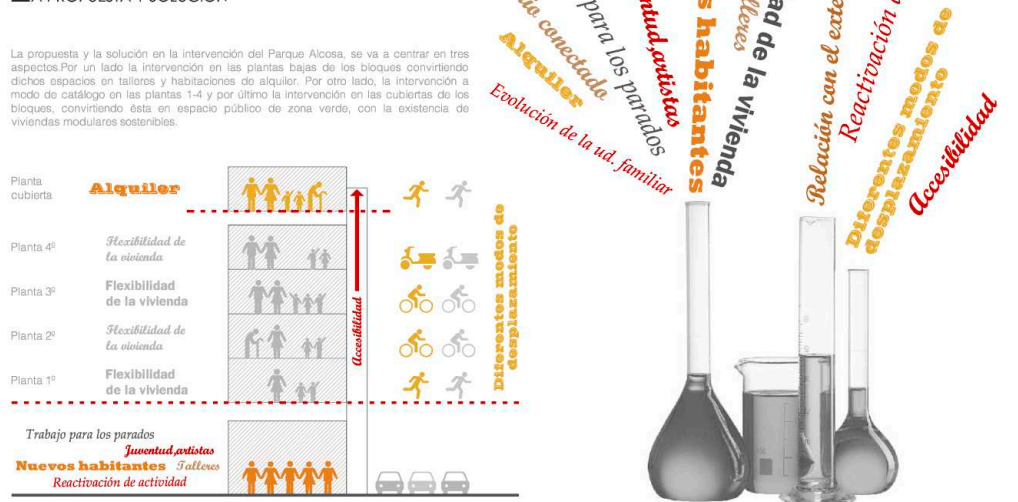 A PROPUESTA Y SOLUCIÓN
La propuesta y la solución en la intervención del Parque Alcosa, se va a centrar en tres
aspectos.Por un lado la intervención en las plantas bajas de los bloques convirtiendo
dichos espacios en talleres y habitaciones de alquiler. Por otro lado, la intervención a
modo de catálogo en las plantas 1-4 y por último la intervención en las cubiertas de los
bloques, convirtiendo ésta en espacio público de zona verde, con la existencia de
viviendas modulares sostenibles.
Planta
cubierta
Alquiler
Planta 4º
Flexibilidad de
la vivienda
Planta 3º
Flexibilidad
de la vivienda
Planta 2º
Flexibilidad de
la vivienda
Planta 1º
Flexibilidad
de la vivienda
Accesibilidad
Diferentes modos de
desplazamiento
Trabajo para los parados
Juventud,artistas
Nuevos habitantes Talleres
Reactivación de actividad
Evolución de la ud. familiar
Alquiler
conectado
para los parados
artistas
habitantes
de la vivienda
Relación con el
Reactivación
Diferentes modos de
desplazamiento
Accesibilidad